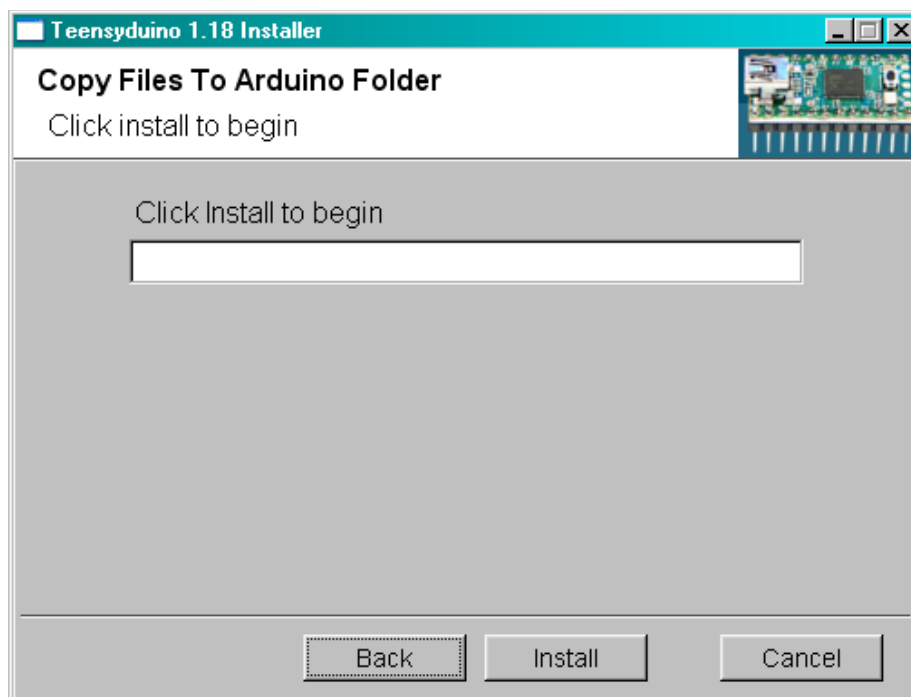 Teensyduino 1.18 Installer
Copy Files To Arduino Folder
Click install to begin
Click Install to begin
Back Install Cancel